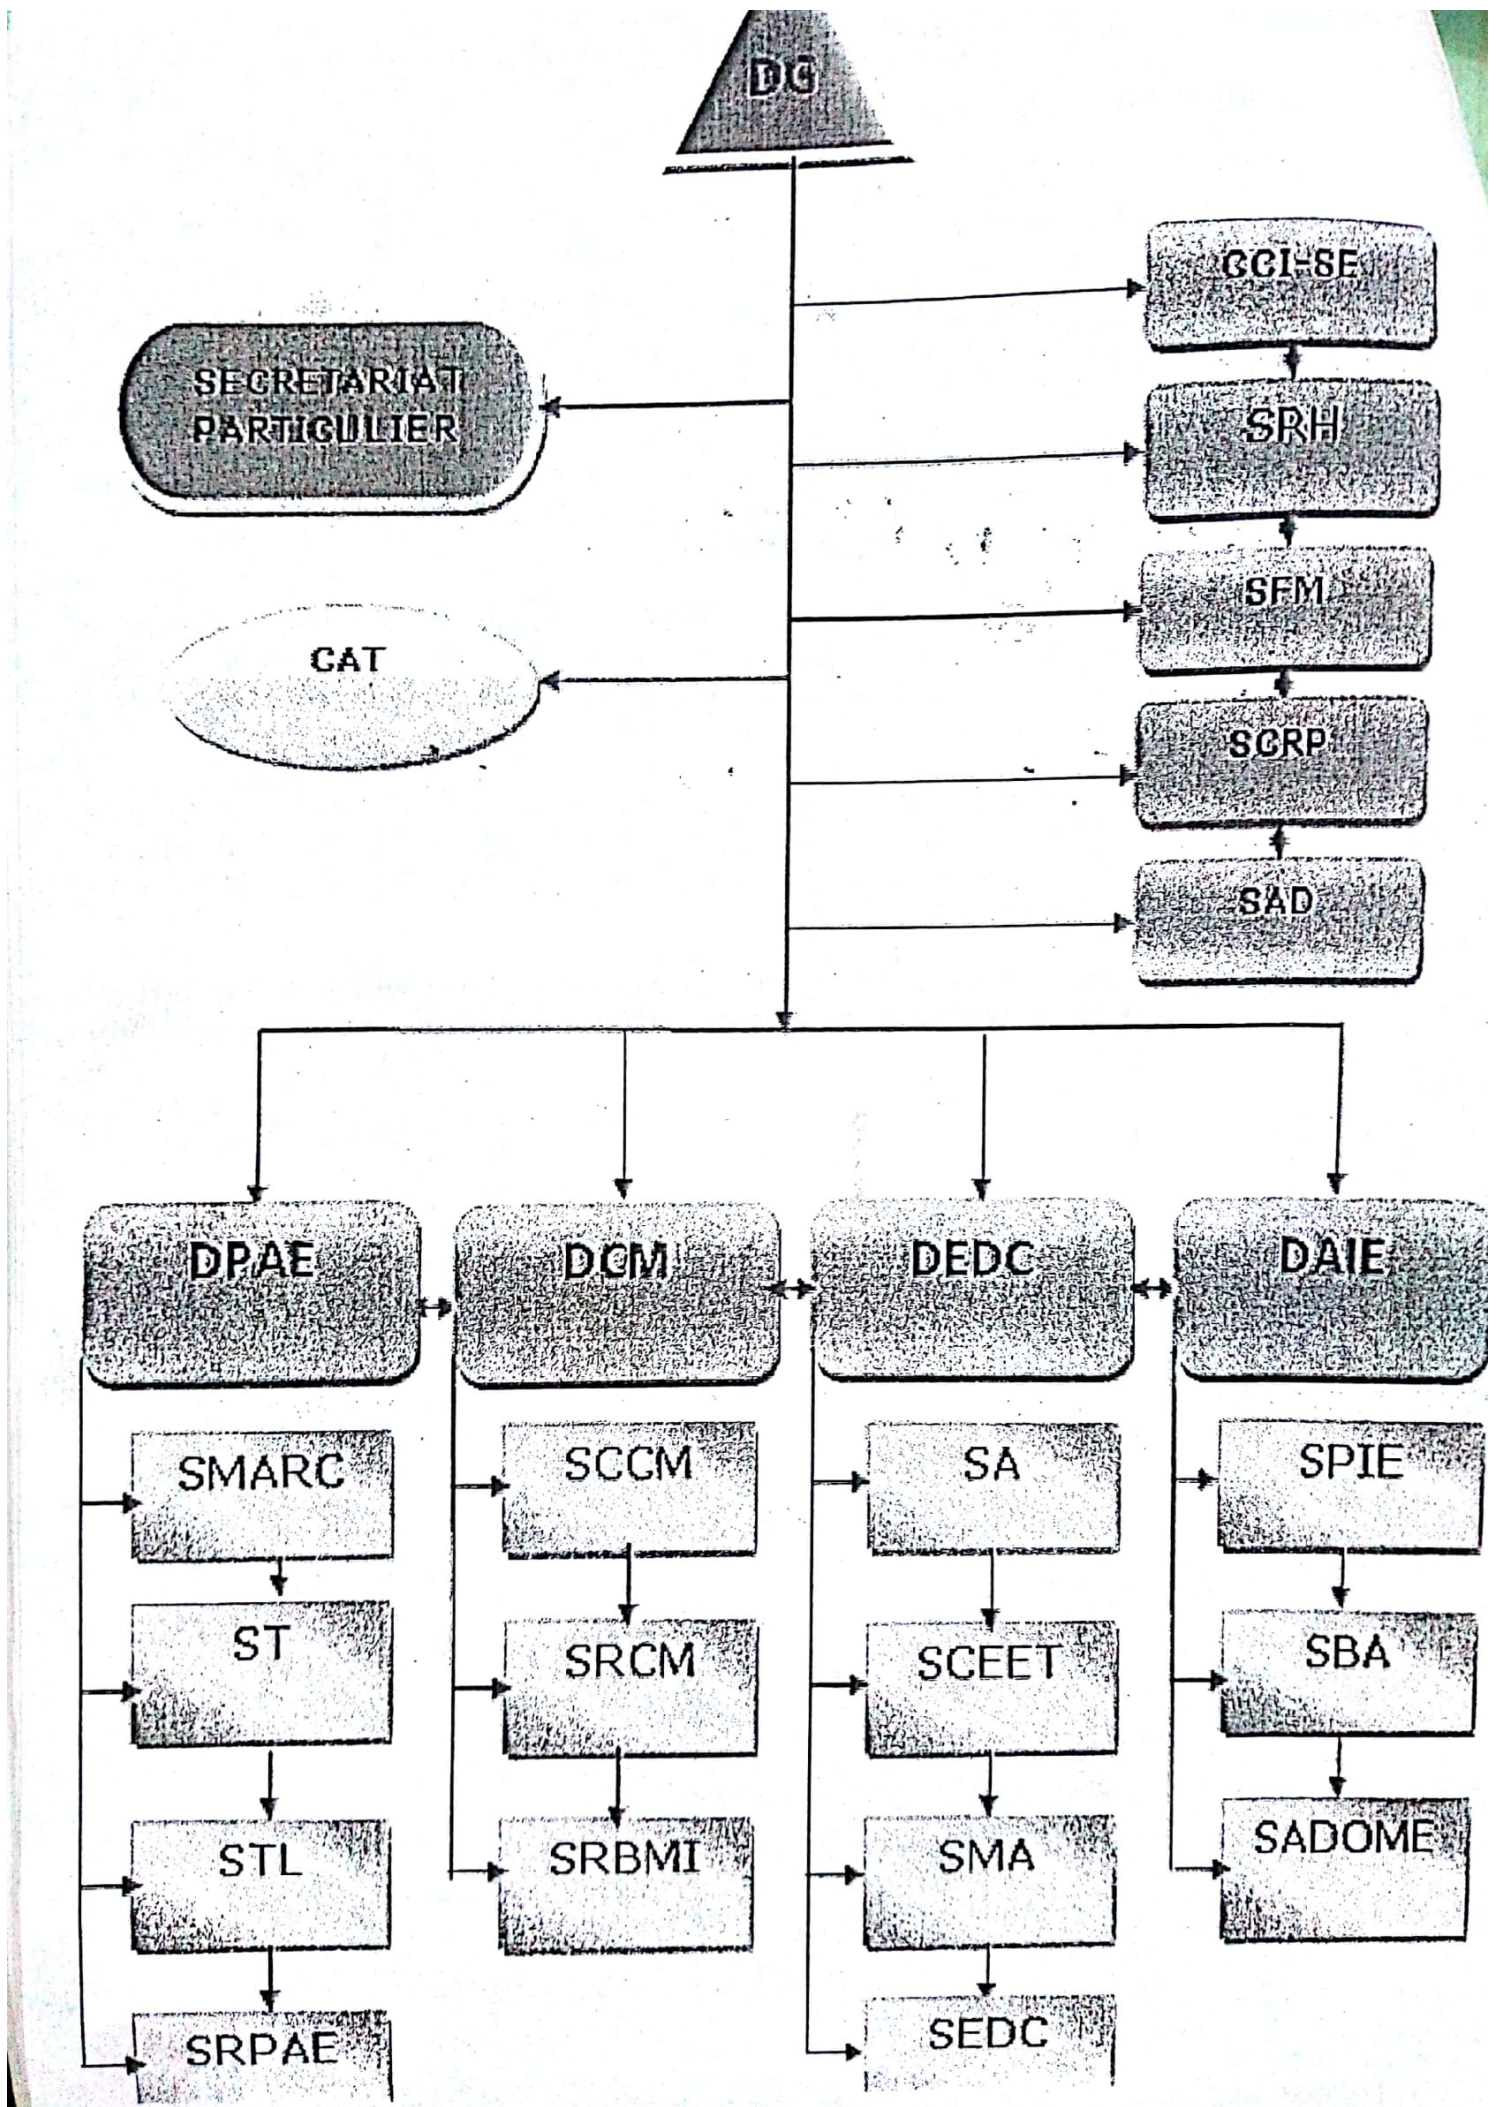 DG
CCI-SE
SECRETARIAT
PARTICULIER
SRH
SFM
CAT
SCRP
SAD
DPAE
DCM
DEDC
DAIE
SMARC
SCCM
SA
SPIE
ST
SRCM
SCEET
SBA
STL
SRBMI
SMA
SADOME
SRPAE
SEDC